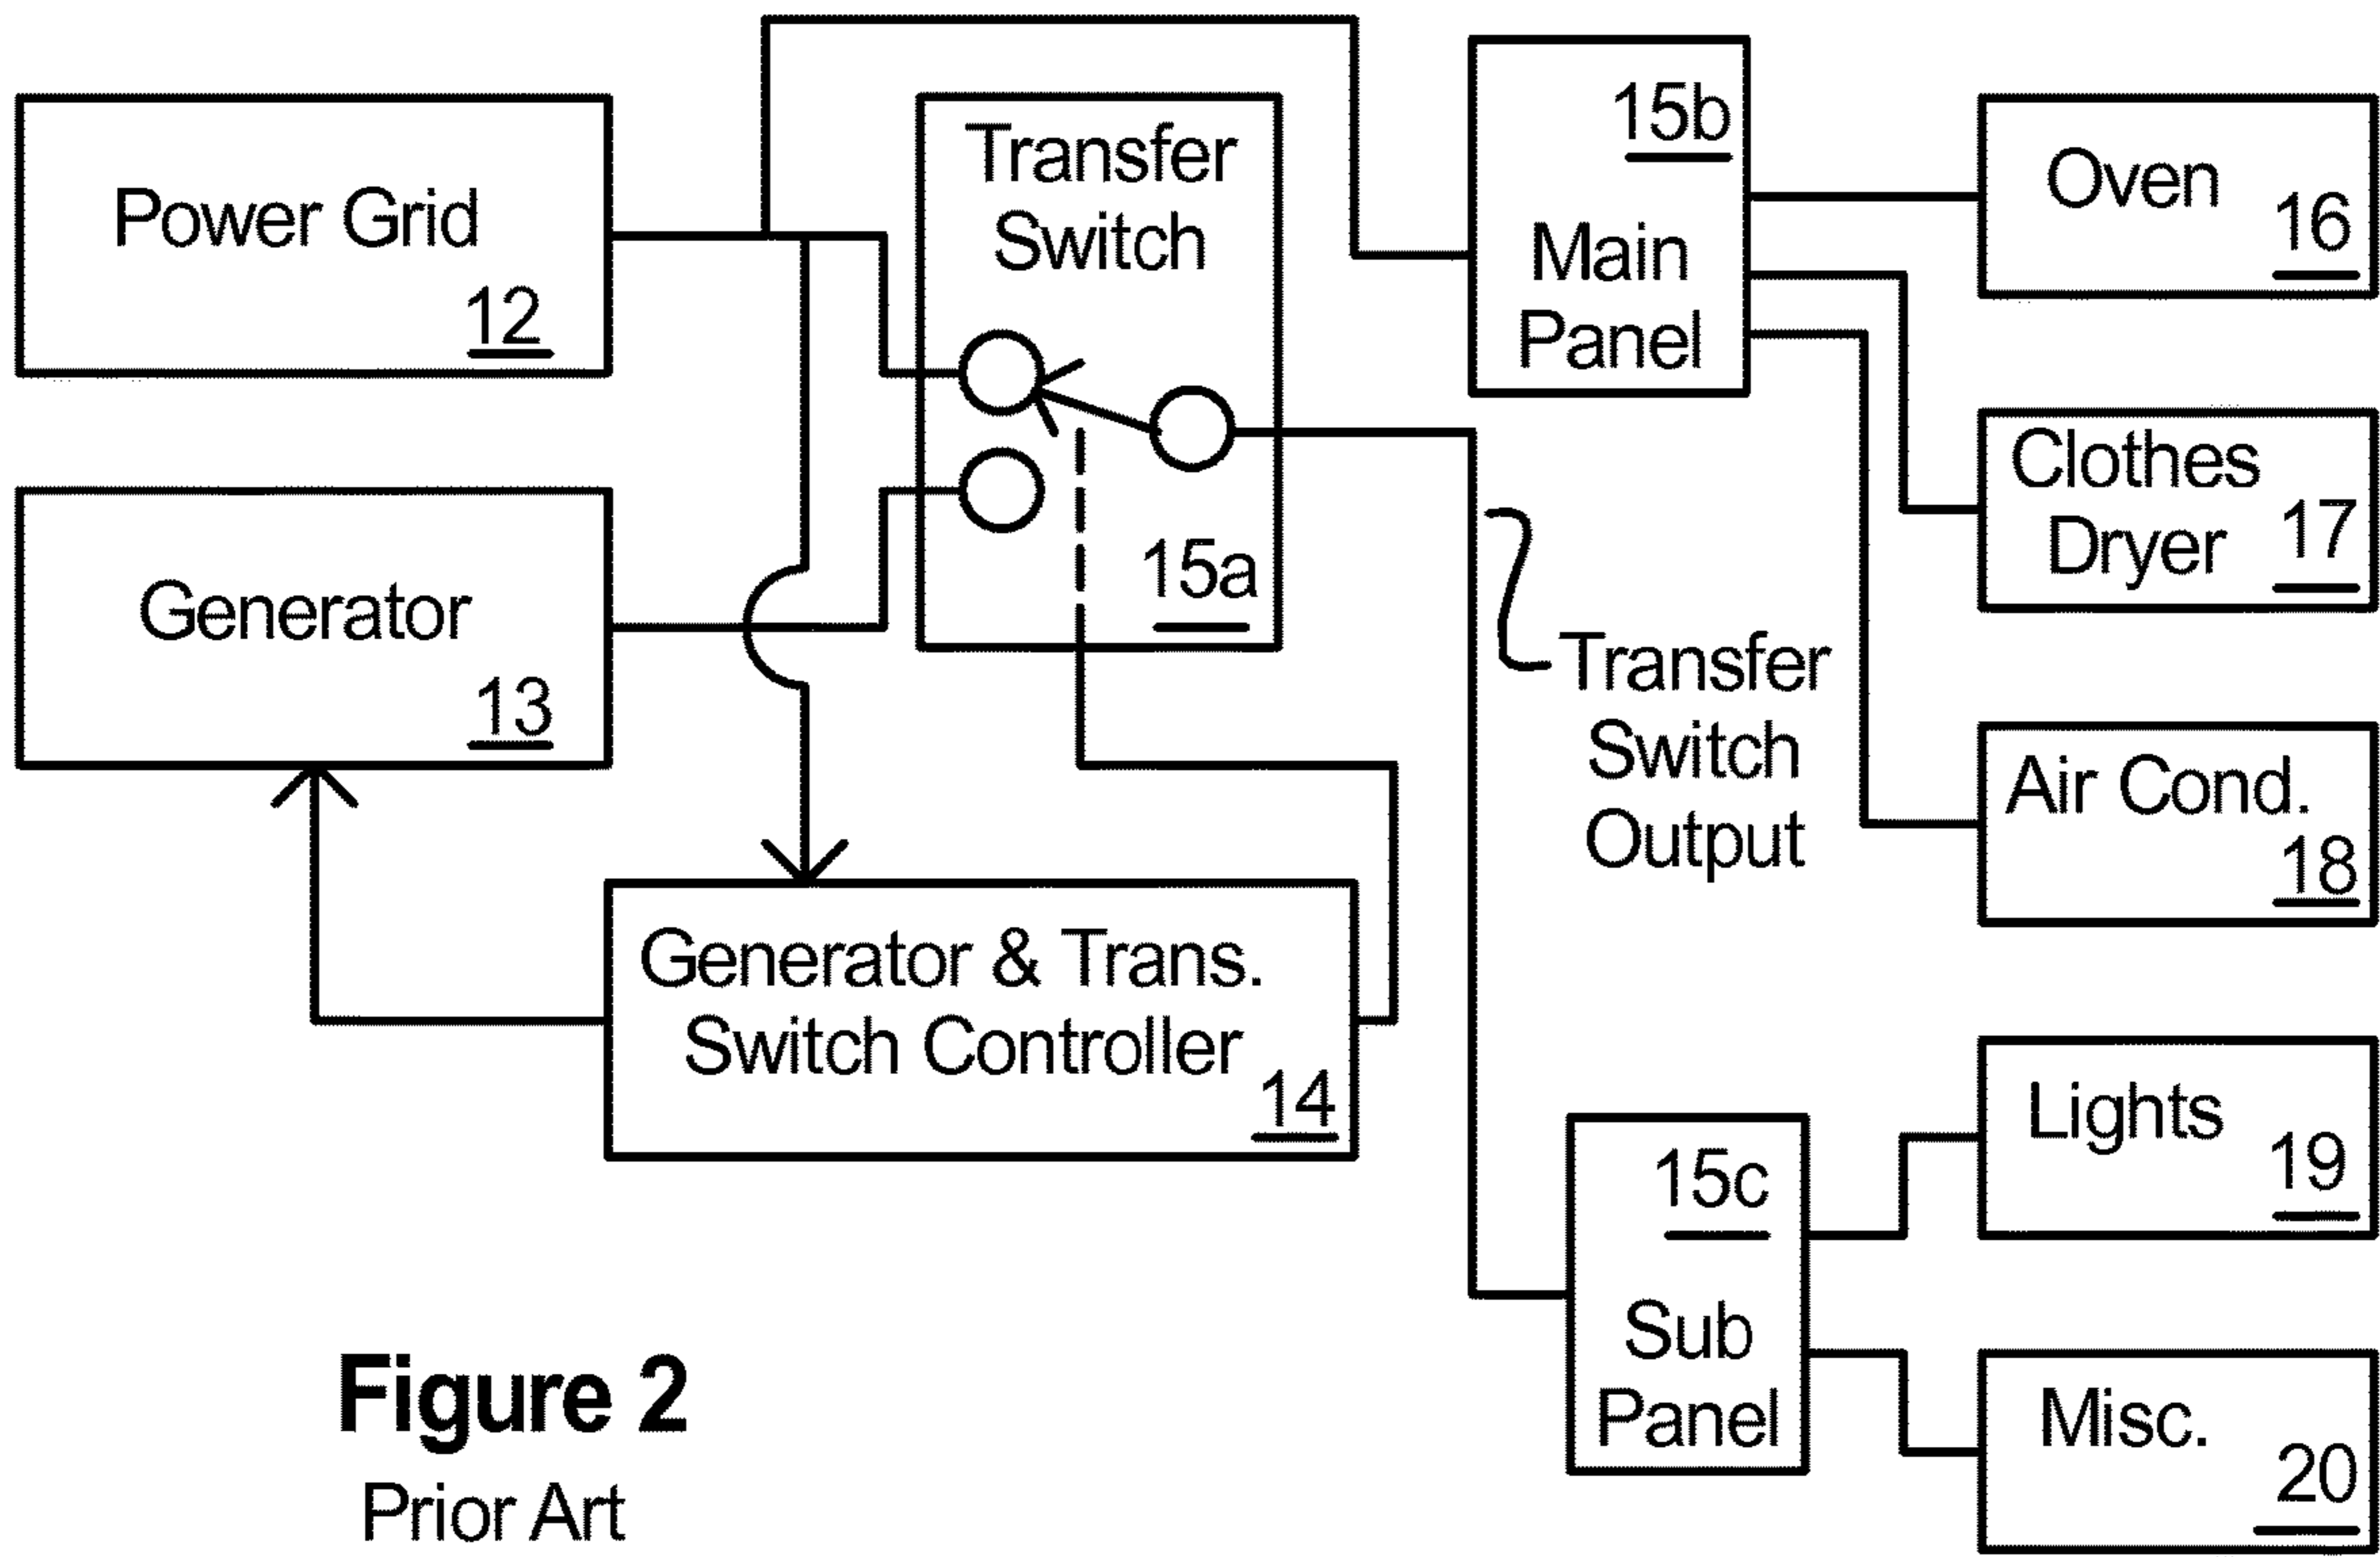 Power Grid
12
Generator
13
Transfer
Switch
15a
Generator & Trans.
Switch Controller
14
15b
Main
Panel
Transfer
Switch
Output
15c
Sub
Panel
Oven
16
Clothes
Dryer
17
Air Cond.
18
Lights
19
Misc.
20
Figure 2
Prior Art